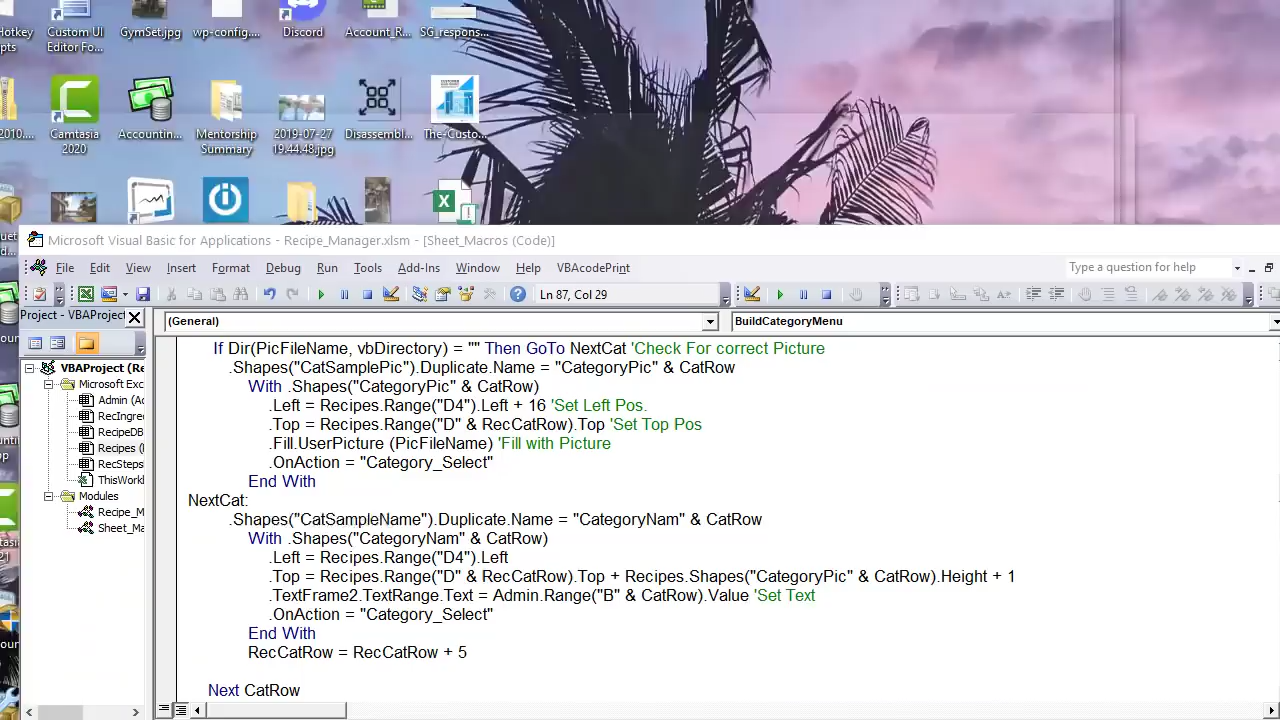 Hotkey
Custom UI
GymSet.jpg
wp-config....
Discord
Account_R...
SG_respons...
etts
Editor Fo...
2010....
Camtasia
Accounting...
Mentorship
2019-07-27
Disassembl...
The-Custo...
2020
Summary
19.44.48.jpg
Microsoft Visual Basic for Applications - Recipe_Manager.xlsm - [Sheet_Macros (Code)]
File Edit View Insert Format Debug Run Tools Add-Ins Window Help VBAcodePrint
Type a question for help
Ln 87, Col 29
Project - VBAProject
(General)
BuildCategoryMenu
VBAProject (Re
Microsoft Exc
Admin (Ad
RecIngre
RecipeDB
Recipes (
RecSteps
ThisWork
Modules
Recipe_M
Sheet_Ma
If Dir(PicFileName, vbDirectory) = "" Then GoTo NextCat 'Check For correct Picture
.Shapes("CatSamplePic").Duplicate.Name = "CategoryPic" & CatRow
With .Shapes("CategoryPic" & CatRow)
.Left = Recipes.Range("D4").Left + 16 'Set Left Pos.
.Top = Recipes.Range("D" & RecCatRow).Top 'Set Top Pos
.Fill.UserPicture (PicFileName) 'Fill with Picture
.OnAction = "Category_Select"
End With
NextCat:
.Shapes("CatSampleName").Duplicate.Name = "CategoryNam" & CatRow
With .Shapes("CategoryNam" & CatRow)
.Left = Recipes.Range("D4").Left
.Top = Recipes.Range("D" & RecCatRow).Top + Recipes.Shapes("CategoryPic" & CatRow).Height + 1
.TextFrame2.TextRange.Text = Admin.Range("B" & CatRow).Value 'Set Text
.OnAction = "Category_Select"
End With
RecCatRow = RecCatRow + 5
Next CatRow